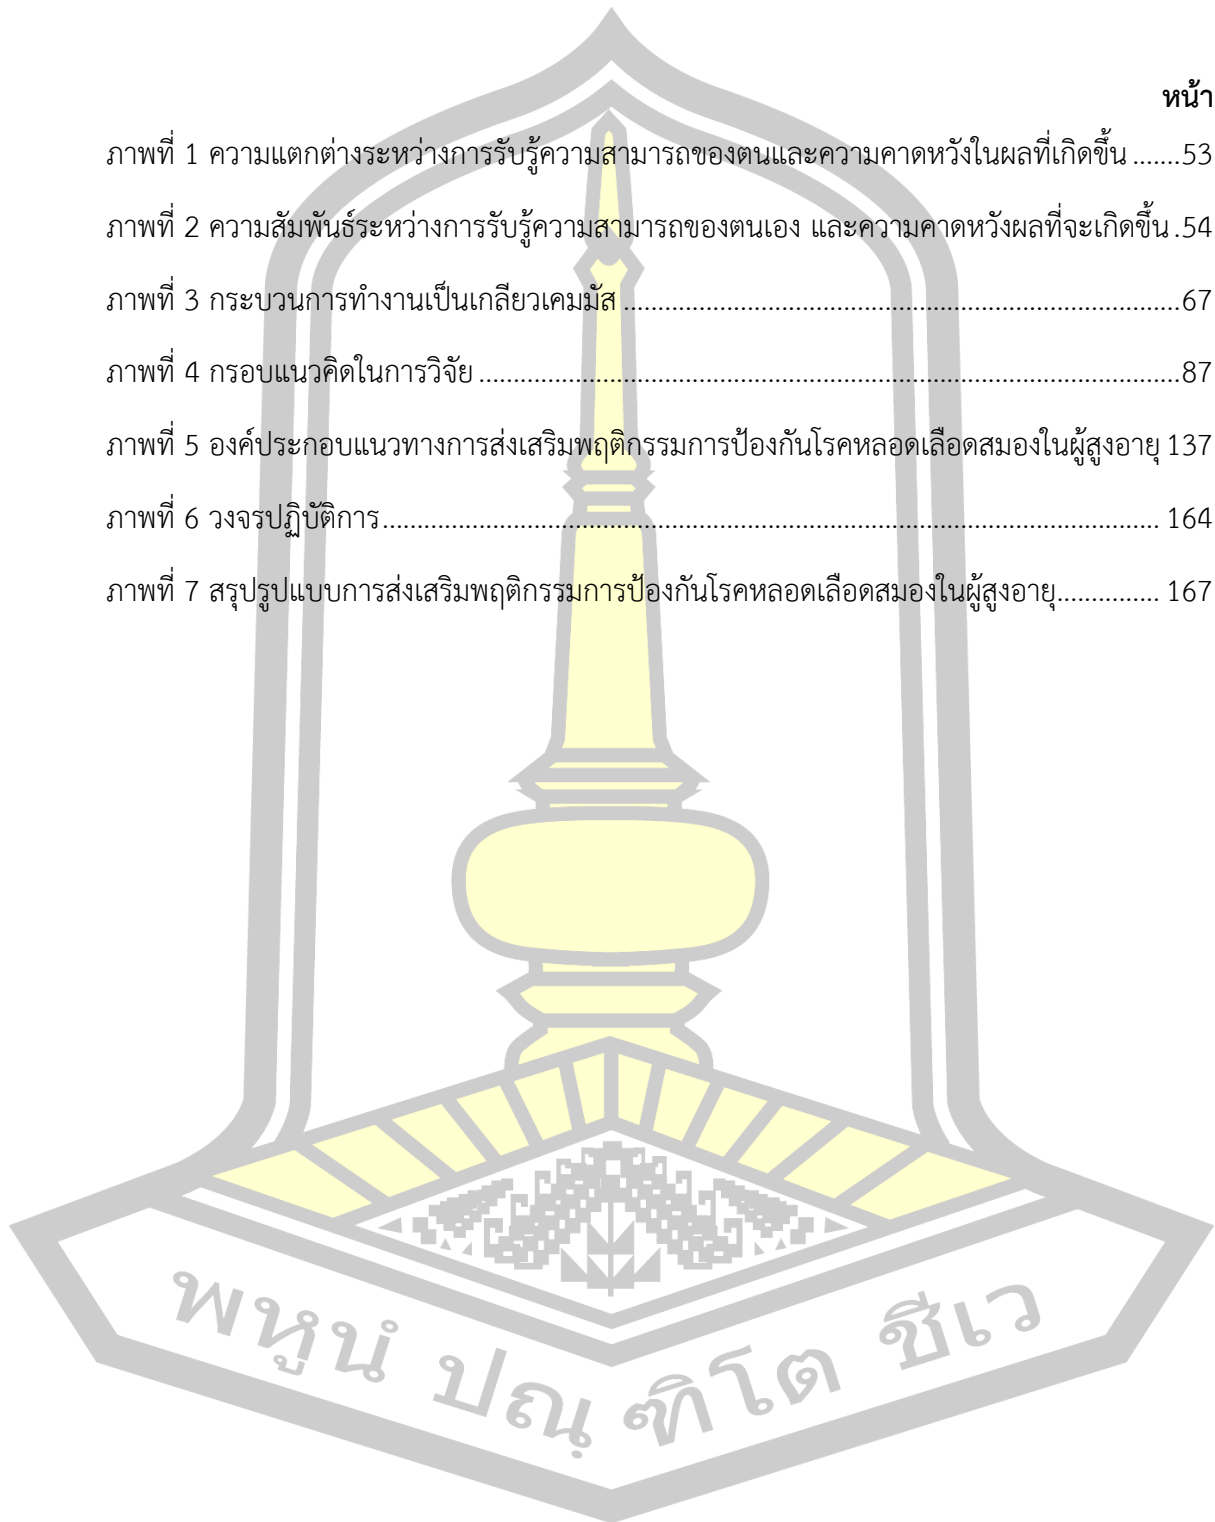 หน้า
ภาพที่ 1 ความแตกต่างระหว่างการรับรู้ความสามารถของตนและความคาดหวังในผลที่เกิดขึ้น .......53
ภาพที่ 2 ความสัมพันธ์ระหว่างการรับรู้ความสามารถของตนเอง และความคาดหวังผลที่จะเกิดขึ้น .54
ภาพที่ 3 กระบวนการทำงานเป็นเกลียวเคมมัส ....................................................................................67
ภาพที่ 4 กรอบแนวคิดในการวิจัย .....................................................................................................87
ภาพที่ 5 องค์ประกอบแนวทางการส่งเสริมพฤติกรรมการป้องกันโรคหลอดเลือดสมองในผู้สูงอายุ 137
ภาพที่ 6 วงจรปฏิบัติการ................................................................................................................ 164
ภาพที่ 7 สรุปรูปแบบการส่งเสริมพฤติกรรมการป้องกันโรคหลอดเลือดสมองในผู้สูงอายุ............... 167
พหูนํ ปณฺ ฑิโต ชีเว